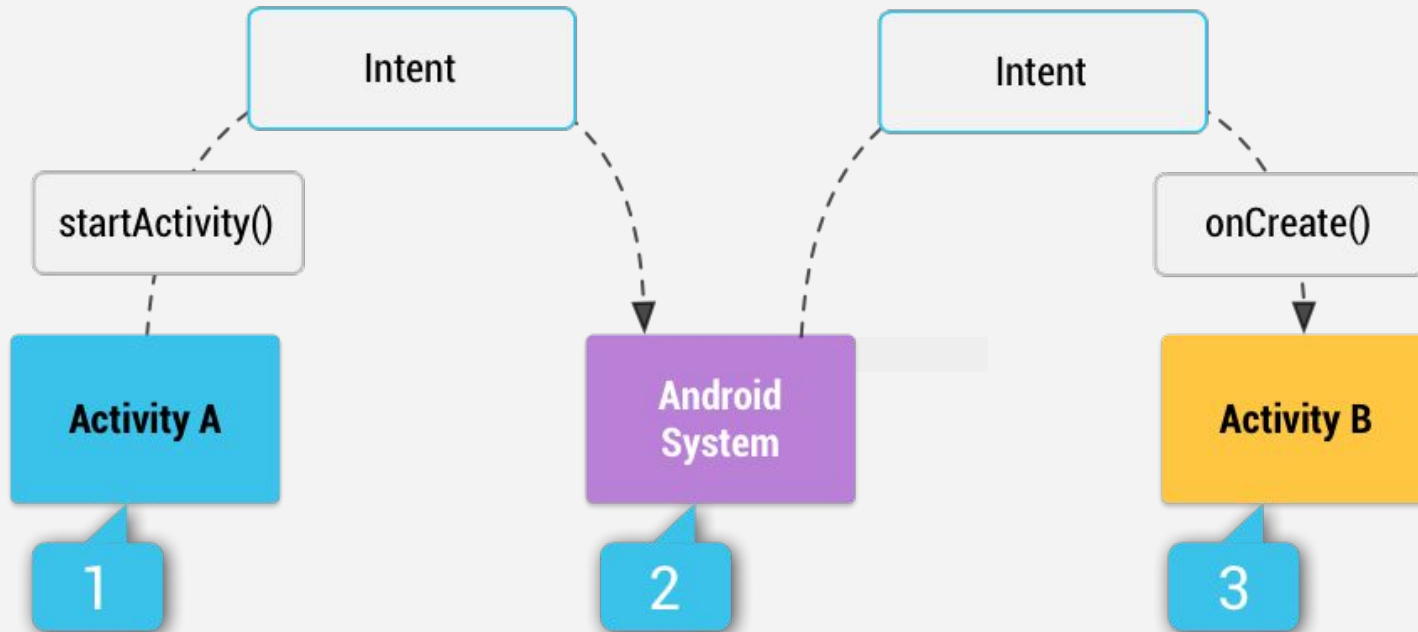 Intent
Intent
startActivity()
onCreate()
Activity A
Android
System
Activity B
1
2
3